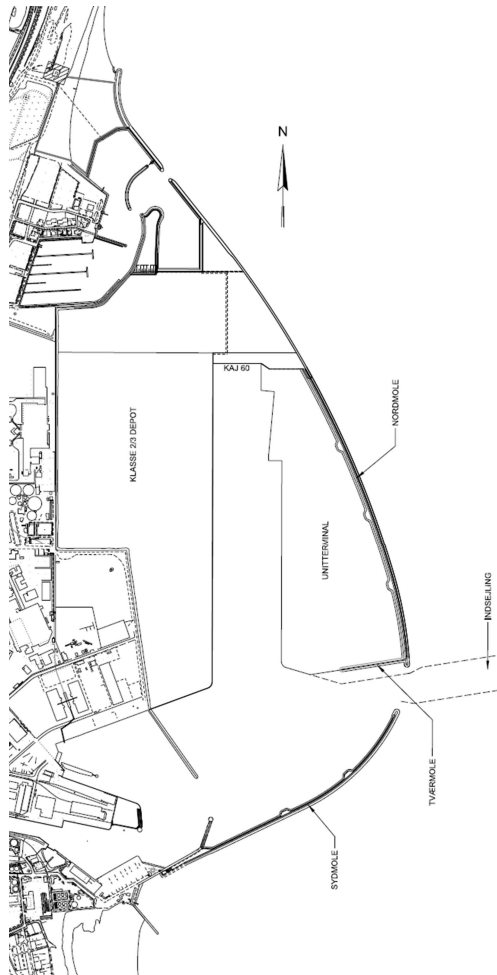 N
KAJ 60
KLASSE 2/3 DEPOT
NORDMOLE
UNITTERMINAL
INDSEJLING
TVÆRMOLE
SYDMOLE